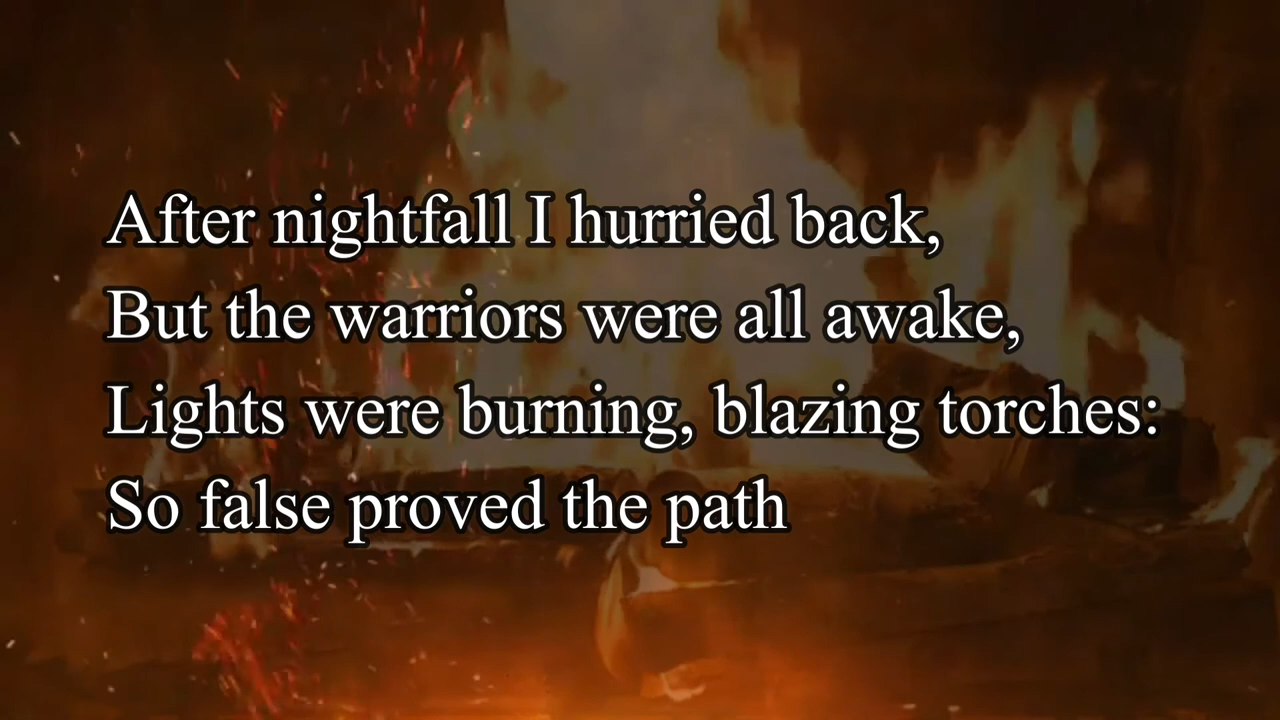 After nightfall I hurried back,
But the warriors were all awake,
Lights were burning, blazing torches:
So false proved the path